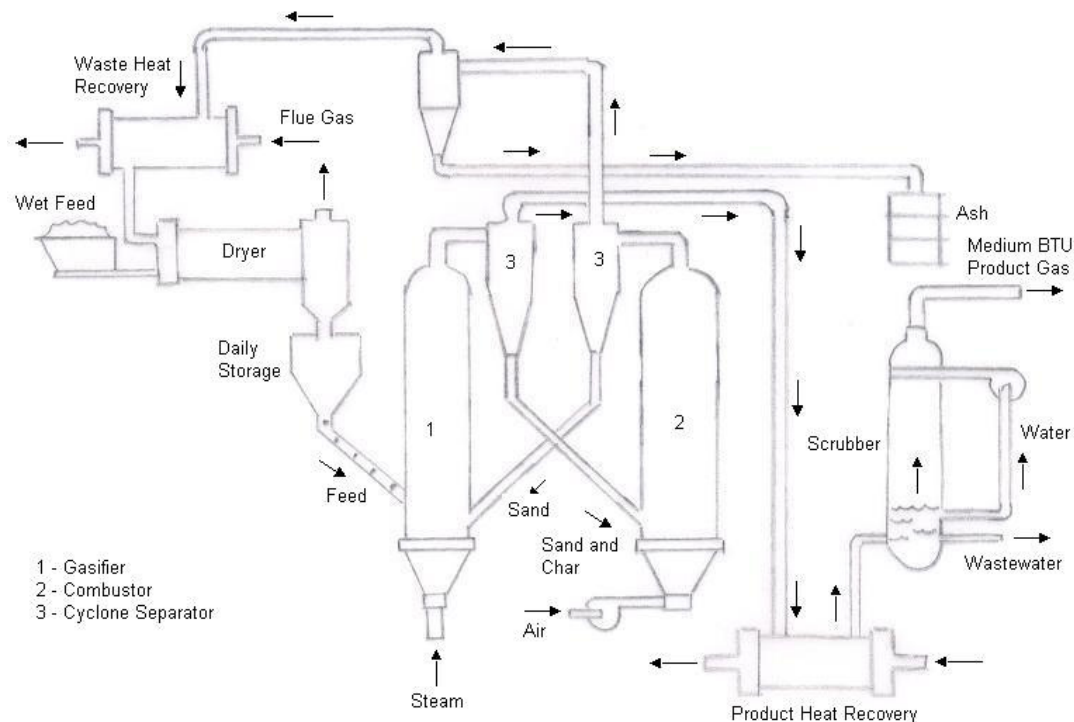 Waste Heat
Recovery
Flue Gas
Wet Feed
Dryer
3
3
Ash
Medium BTU
Product Gas
Daily
Storage
1
2
Scrubber
Water
Feed
Sand
Sand and
Char
Wastewater
1 - Gasifier
2 - Combustor
3 - Cyclone Separator
Air
Steam
Product Heat Recovery